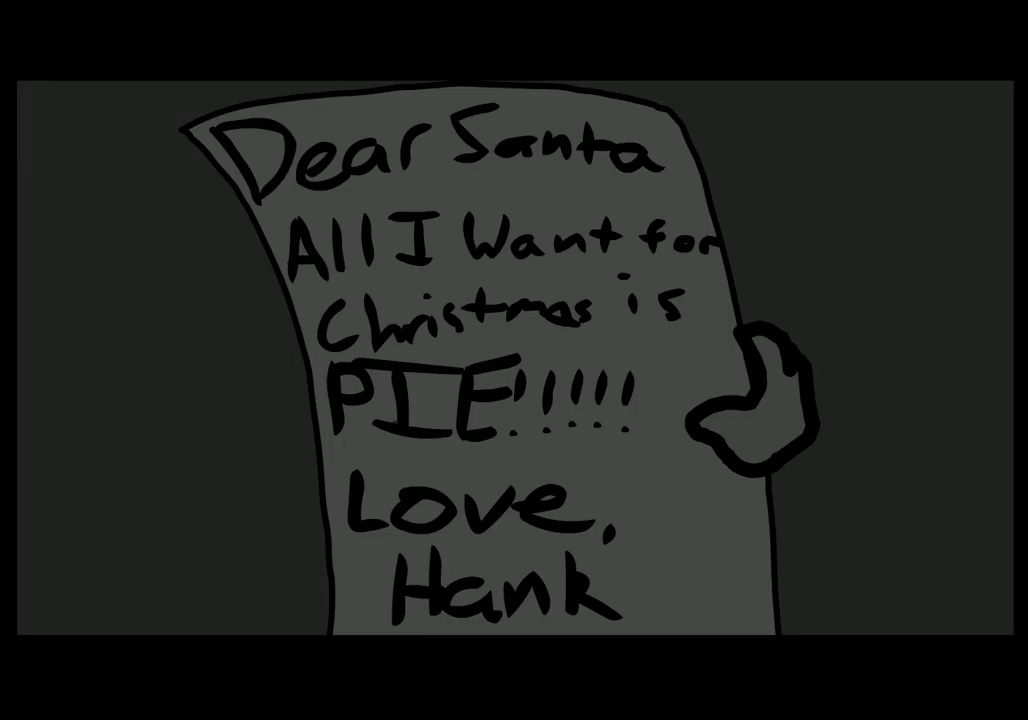 Dear Santa
All I Want for
Christmas is
PIE!!!!!
Love,
Hank